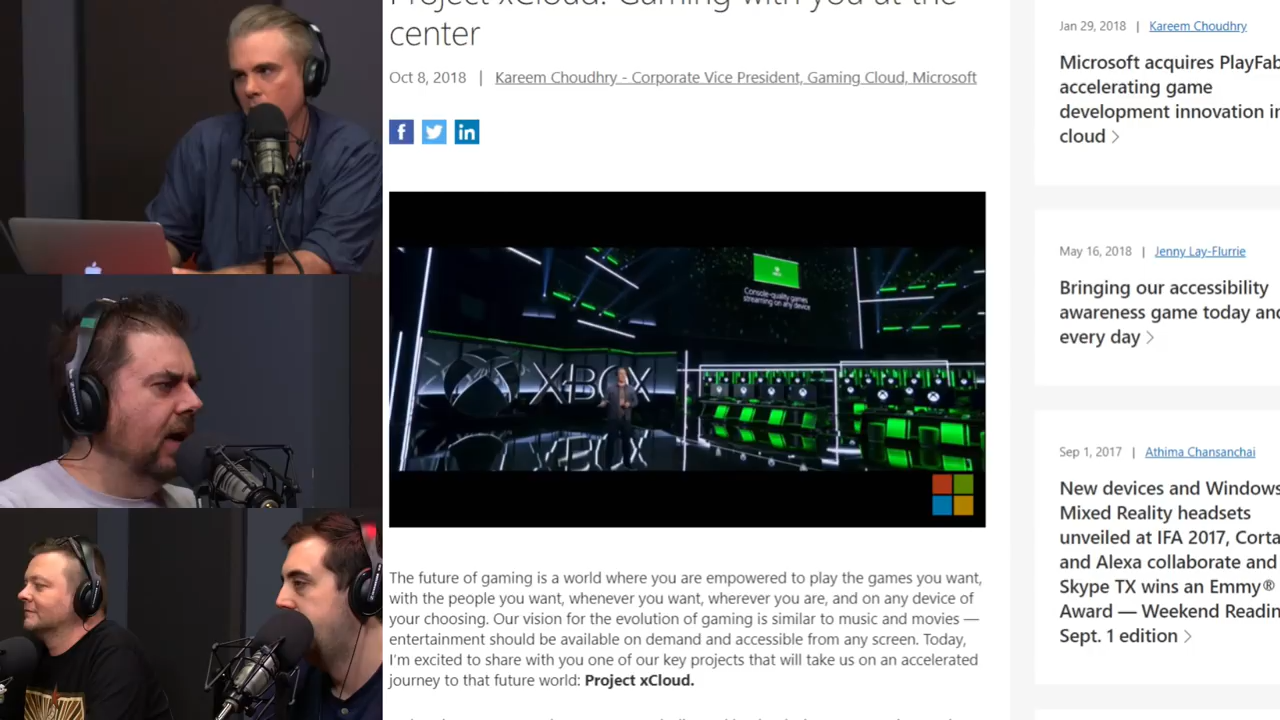 Project xCloud: Gaming with you at the
center
Oct 8, 2018 | Kareem Choudhry - Corporate Vice President, Gaming Cloud, Microsoft
f in
Console-quality games
streaming on any device
XBOX
The future of gaming is a world where you are empowered to play the games you want,
with the people you want, whenever you want, wherever you are, and on any device of
your choosing. Our vision for the evolution of gaming is similar to music and movies —
entertainment should be available on demand and accessible from any screen. Today,
I'm excited to share with you one of our key projects that will take us on an accelerated
journey to that future world: Project xCloud.
Jan 29, 2018 | Kareem Choudhry
Microsoft acquires PlayFab
accelerating game
development innovation in
cloud >
May 16, 2018 | Jenny Lay-Flurrie
Bringing our accessibility
awareness game today and
every day >
Sep 1, 2017 | Athima Chansanchai
New devices and Windows
Mixed Reality headsets
unveiled at IFA 2017, Corta
and Alexa collaborate and
Skype TX wins an Emmy®
Award — Weekend Readin
Sept. 1 edition >